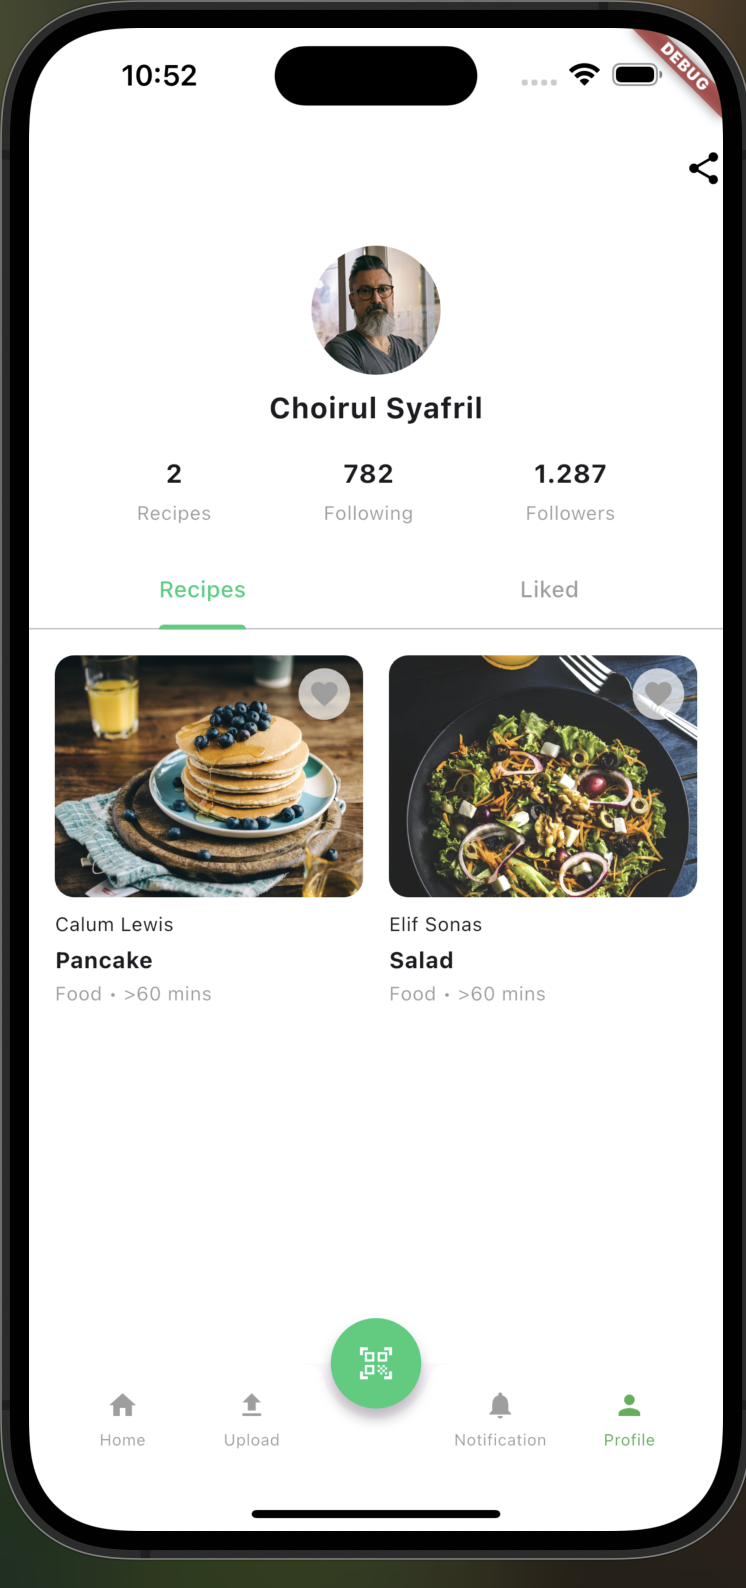 10:52
DEBUG
Choirul Syafril
2 782 1.287
Recipes Following Followers
Recipes Liked
Calum Lewis Elif Sonas
Pancake Salad
Food • >60 mins Food • >60 mins
Home Upload Notification Profile